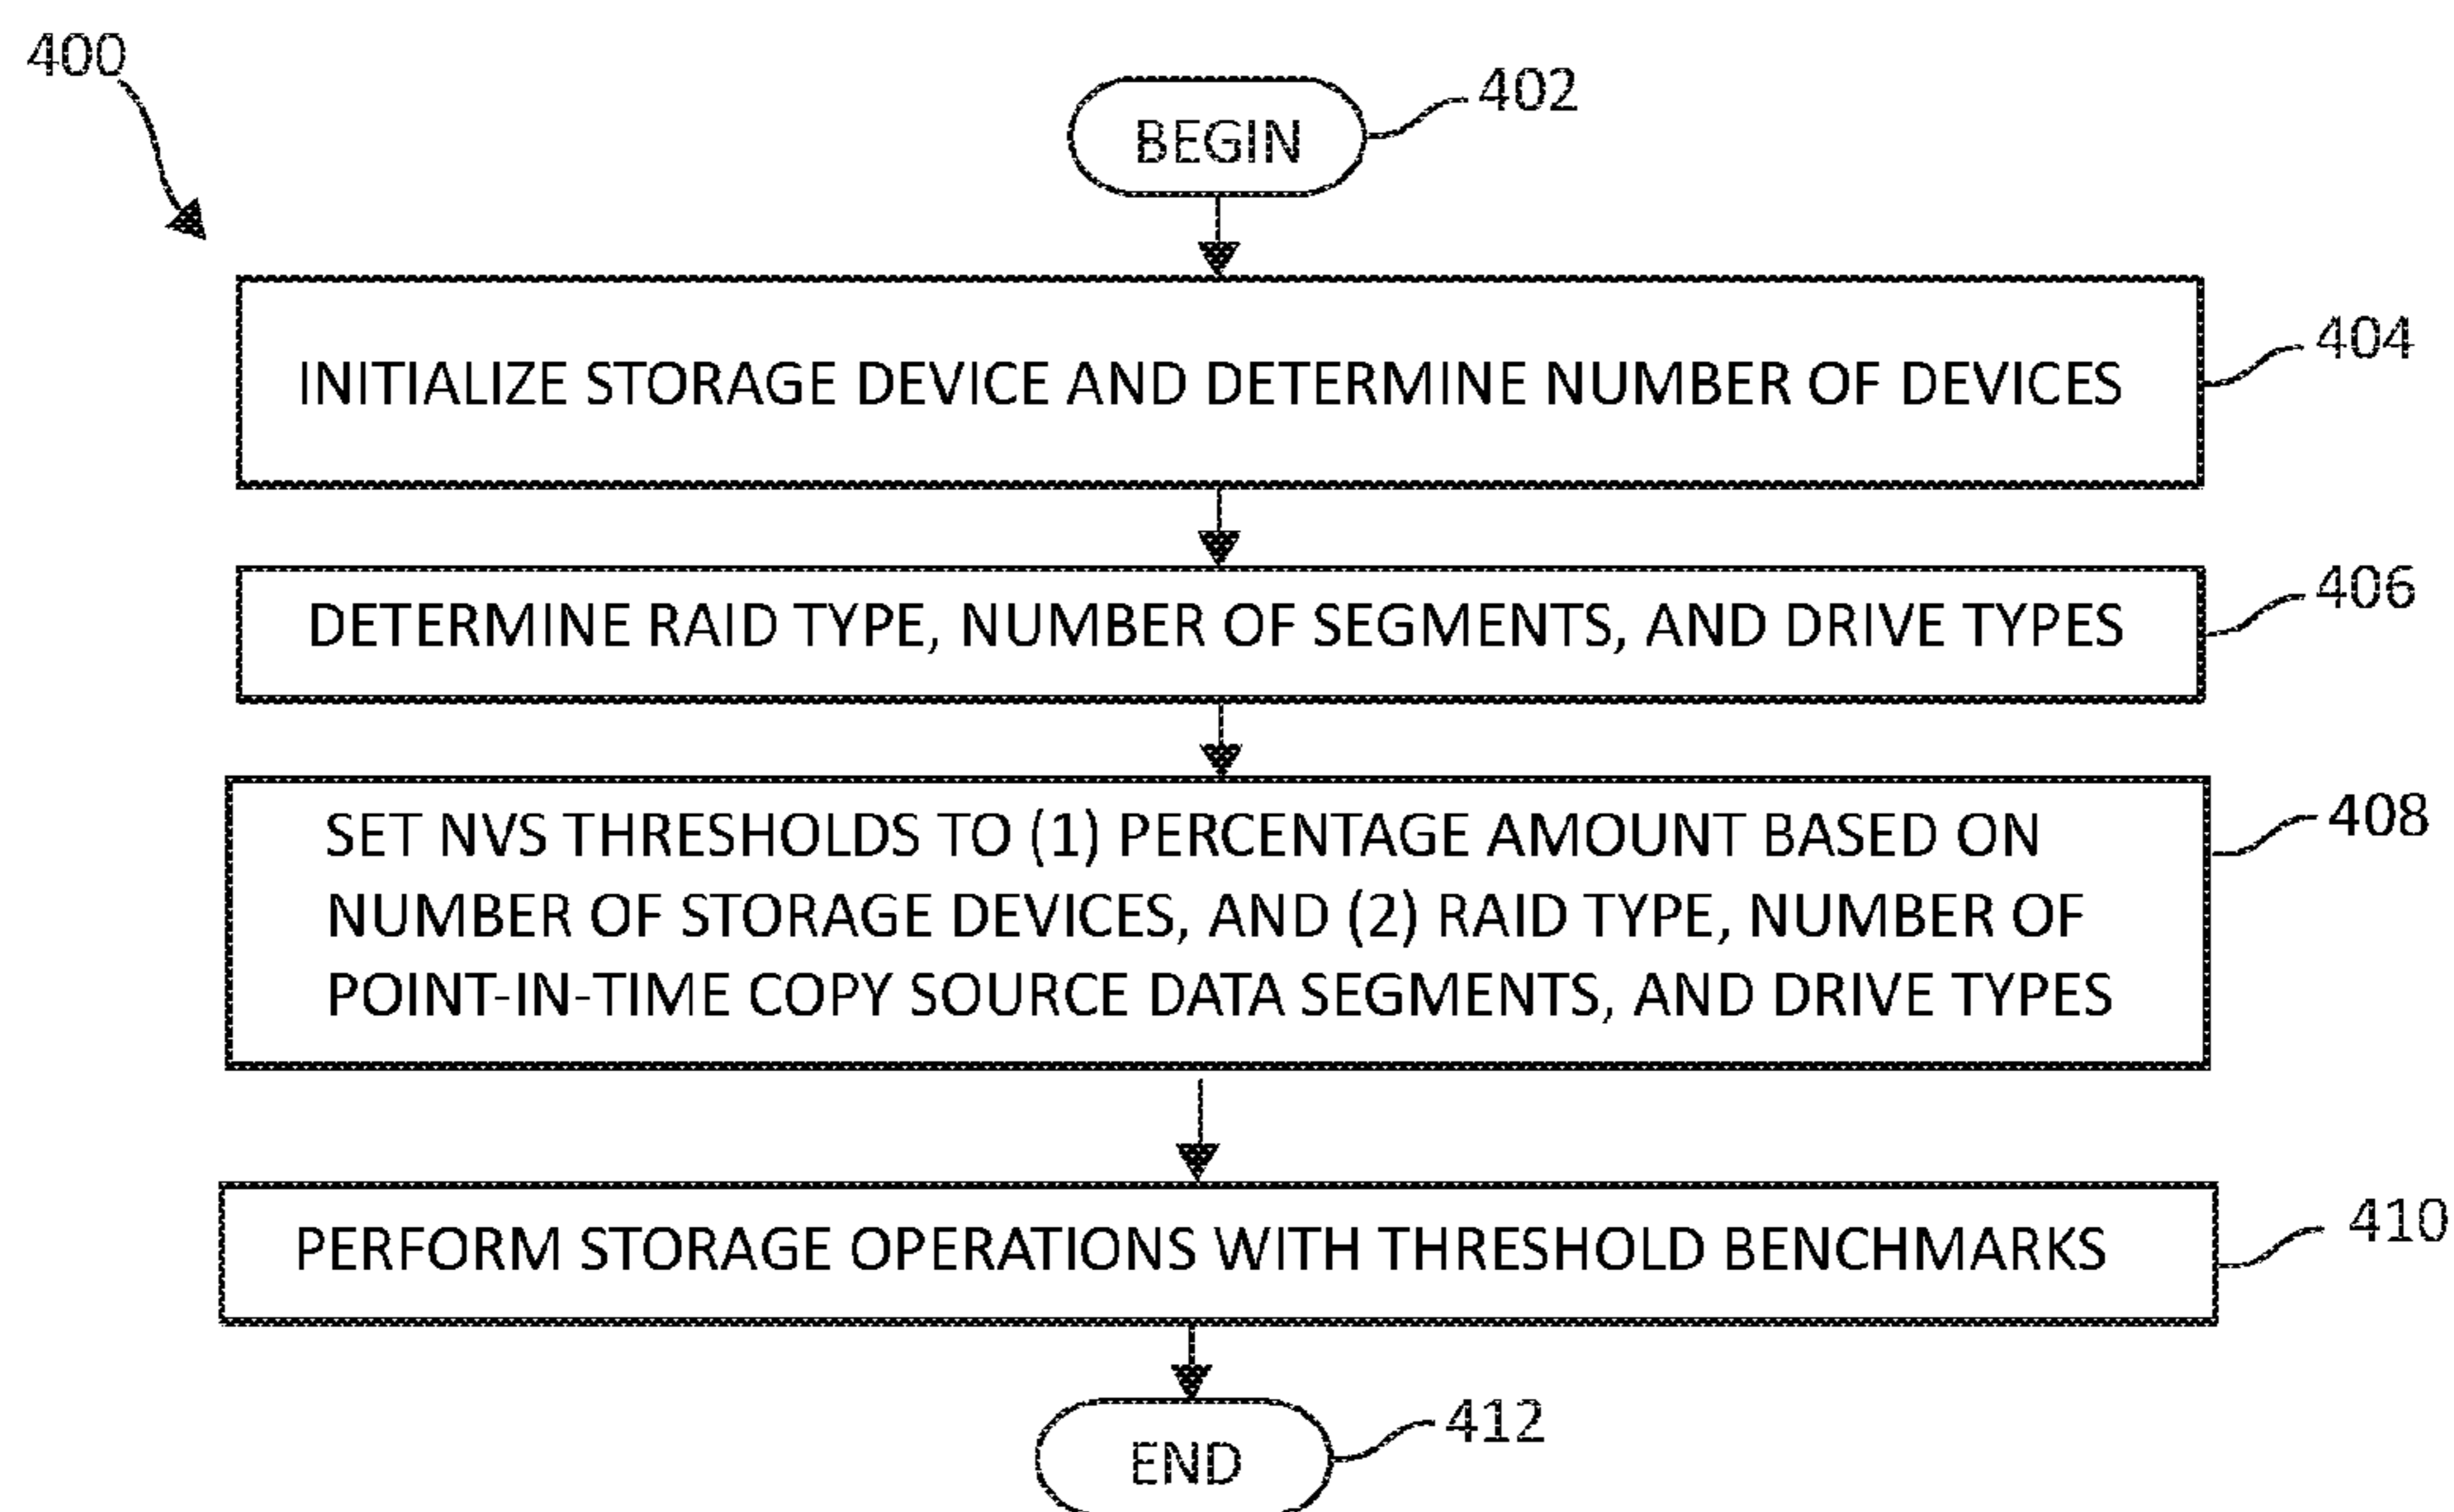 400
BEGIN
402
INITIALIZE STORAGE DEVICE AND DETERMINE NUMBER OF DEVICES
404
DETERMINE RAID TYPE, NUMBER OF SEGMENTS, AND DRIVE TYPES
406
SET NVS THRESHOLDS TO (1) PERCENTAGE AMOUNT BASED ON
NUMBER OF STORAGE DEVICES, AND (2) RAID TYPE, NUMBER OF
POINT-IN-TIME COPY SOURCE DATA SEGMENTS, AND DRIVE TYPES
408
PERFORM STORAGE OPERATIONS WITH THRESHOLD BENCHMARKS
410
END
412